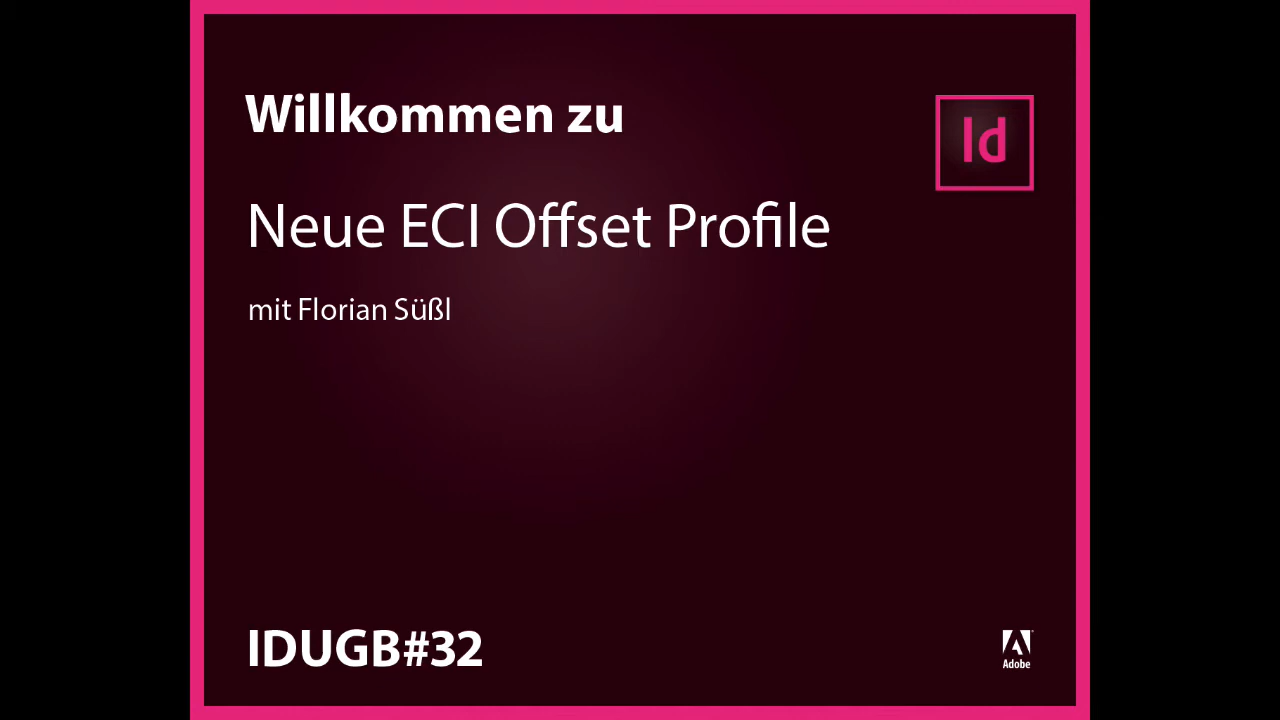 Willkommen zu
Id
Neue ECI Offset Profile
mit Florian Süßl
IDUGB#32
Adobe